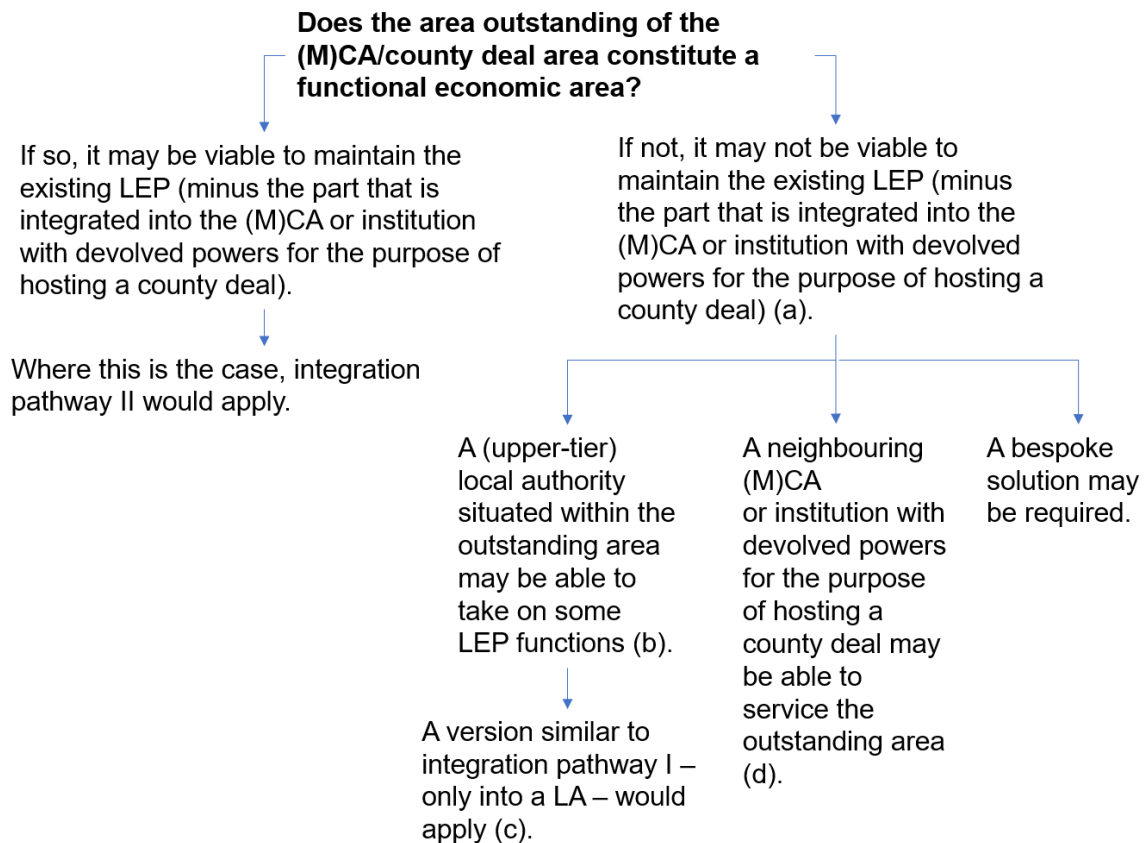 Does the area outstanding of the
(M)CA/county deal area constitute a
functional economic area?
If so, it may be viable to maintain the
existing LEP (minus the part that is
integrated into the (M)CA or institution
with devolved powers for the purpose of
hosting a county deal).
Where this is the case, integration
pathway II would apply.
If not, it may not be viable to
maintain the existing LEP (minus
the part that is integrated into the
(M)CA or institution with devolved
powers for the purpose of hosting a
county deal) (a).
A (upper-tier)
local authority
situated within the
outstanding area
may be able to
take on some
LEP functions (b).
A version similar to
integration pathway I –
only into a LA – would
apply (c).
A neighbouring
(M)CA
or institution with
devolved powers
for the purpose
of hosting a
county deal may
be able to
service the
outstanding area
(d).
A bespoke
solution may
be required.